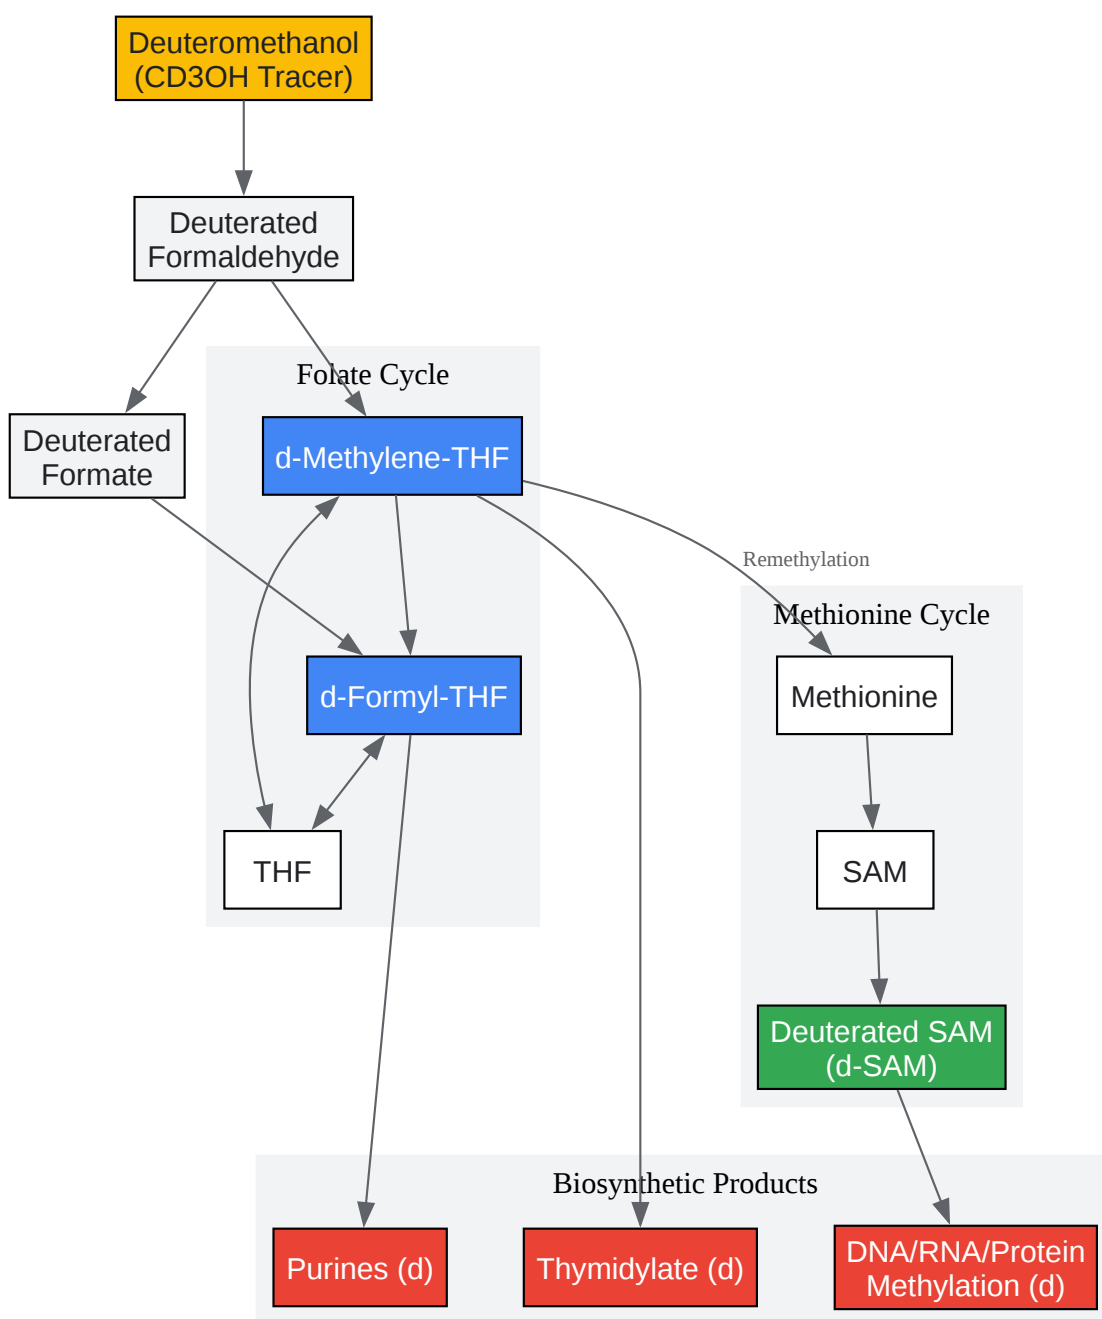 Deuteromethanol
(CD3OH Tracer)
Deuterated
Formaldehyde
Folate Cycle
Deuterated
Formate
d-Methylene-THF
Remethylation
Methionine Cycle
d-Formyl-THF
Methionine
THF
SAM
Deuterated SAM
(d-SAM)
Biosynthetic Products
Purines (d)
Thymidylate (d)
DNA/RNA/Protein
Methylation (d)